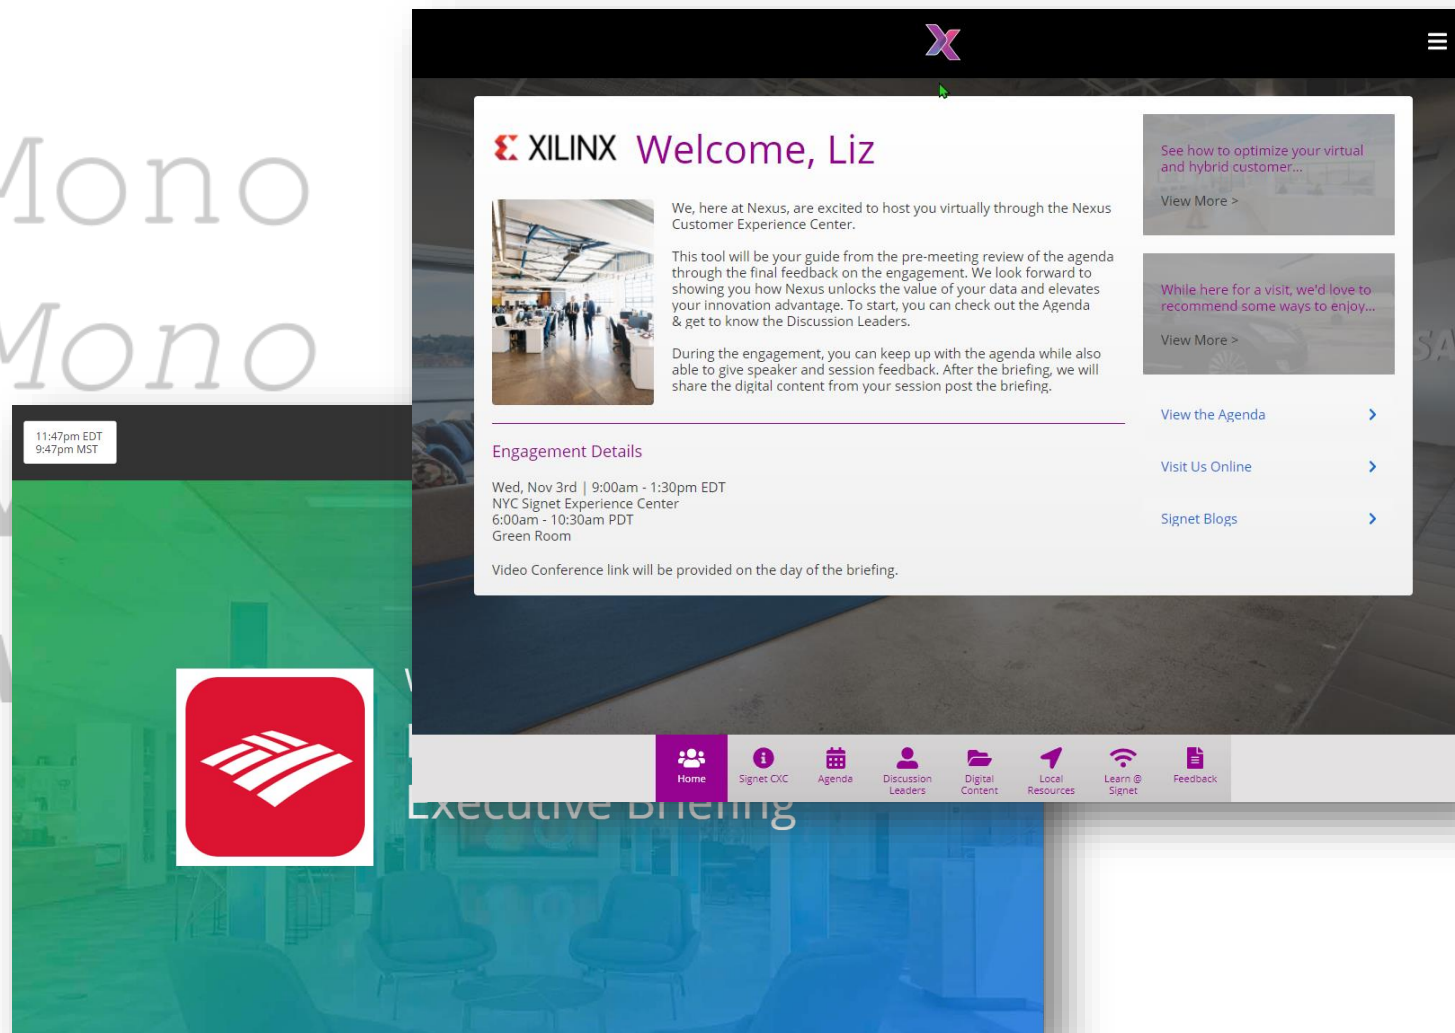 Mono
Mono
XILINX
Welcome, Liz
We, here at Nexus, are excited to host you virtually through the Nexus
Customer Experience Center.
This tool will be your guide from the pre-meeting review of the agenda
through the final feedback on the engagement. We look forward to
showing you how Nexus unlocks the value of your data and elevates
your innovation advantage. To start, you can check out the Agenda
& get to know the Discussion Leaders.
During the engagement, you can keep up with the agenda while also
able to give speaker and session feedback. After the briefing, we will
share the digital content from your session post the briefing.
Engagement Details
Wed, Nov 3rd | 9:00am - 1:30pm EDT
NYC Signet Experience Center
6:00am - 10:30am PDT
Green Room
Video Conference link will be provided on the day of the briefing.
See how to optimize your virtual
and hybrid customer...
View More >
While here for a visit, we'd love to
recommend some ways to enjoy...
View More >
View the Agenda
Visit Us Online
Signet Blogs
Home
Signet CXC
Agenda
Discussion
Leaders
Digital
Content
Local
Resources
Learn @
Signet
Feedback
11:47pm EDT
9:47pm MST
Executive Briefing